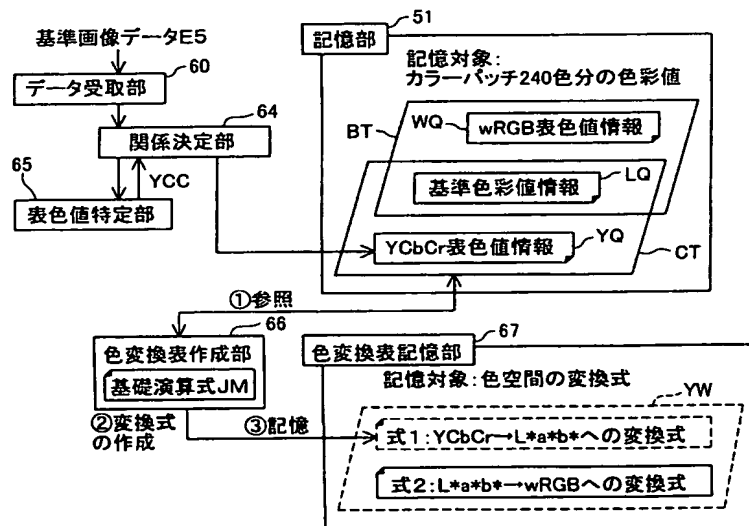 基準画像データE5
60
データ受取部
64
関係決定部
65
YCC
表色値特定部
51
記憶部
記憶対象:
カラーパッチ240色分の色彩値
BT
WQ
wRGB表色値情報
基準色彩値情報
LQ
YCbCr表色値情報
YQ
CT
①参照
66
色変換表作成部
基礎演算式JM
②変換式
の作成
③記憶
67
色変換表記憶部
記憶対象:色空間の変換式
YW
式1:YCbCr→L*a*b*への変換式
式2:L*a*b*→wRGBへの変換式